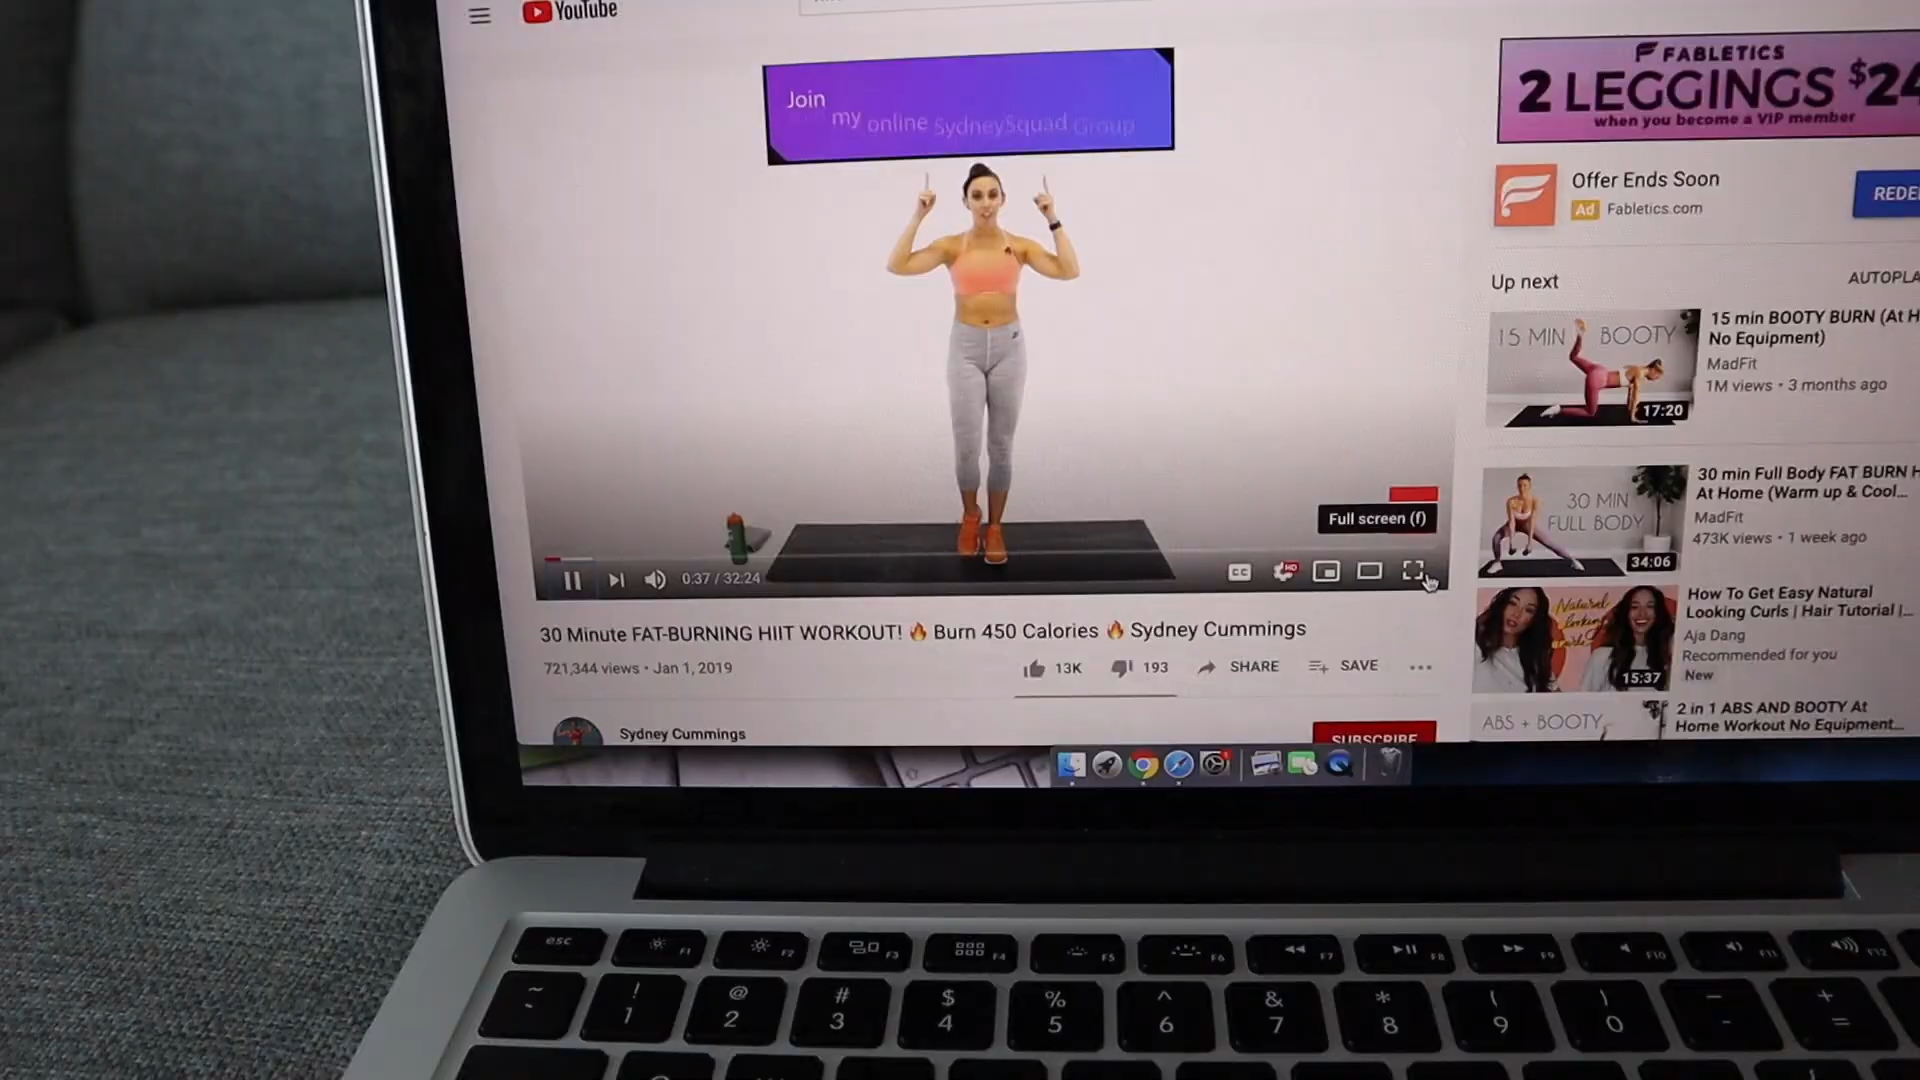 YouTube
Join my online SydneySquad Group
FABLETICS
2 LEGGINGS $24
when you become a VIP member
Offer Ends Soon
Ad Fabletics.com
REDE
Up next
AUTOPLA
15 MIN BOOTY
17:20
15 min BOOTY BURN (At H
No Equipment)
MadFit
1M views • 3 months ago
30 MIN
FULL BODY
34:06
30 min Full Body FAT BURN H
At Home (Warm up & Cool...
MadFit
473K views • 1 week ago
Natural
looking
curls
15:37
How To Get Easy Natural
Looking Curls | Hair Tutorial |...
Aja Dang
Recommended for you
New
ABS + BOOTY
2 in 1 ABS AND BOOTY At
Home Workout No Equipment...
Full screen (f)
0:37 / 32:24
CC
HD
30 Minute FAT-BURNING HIIT WORKOUT! 🔥 Burn 450 Calories 🔥 Sydney Cummings
721,344 views • Jan 1, 2019
13K 193 SHARE SAVE
Sydney Cummings
SUBSCRIBE
esc F1 F2 F3 F4 F5 F6 F7 F8 F9 F10 F11 F12
~ ! @ # $ % ^ & * ( ) – +
` 1 2 3 4 5 6 7 8 9 0 - =